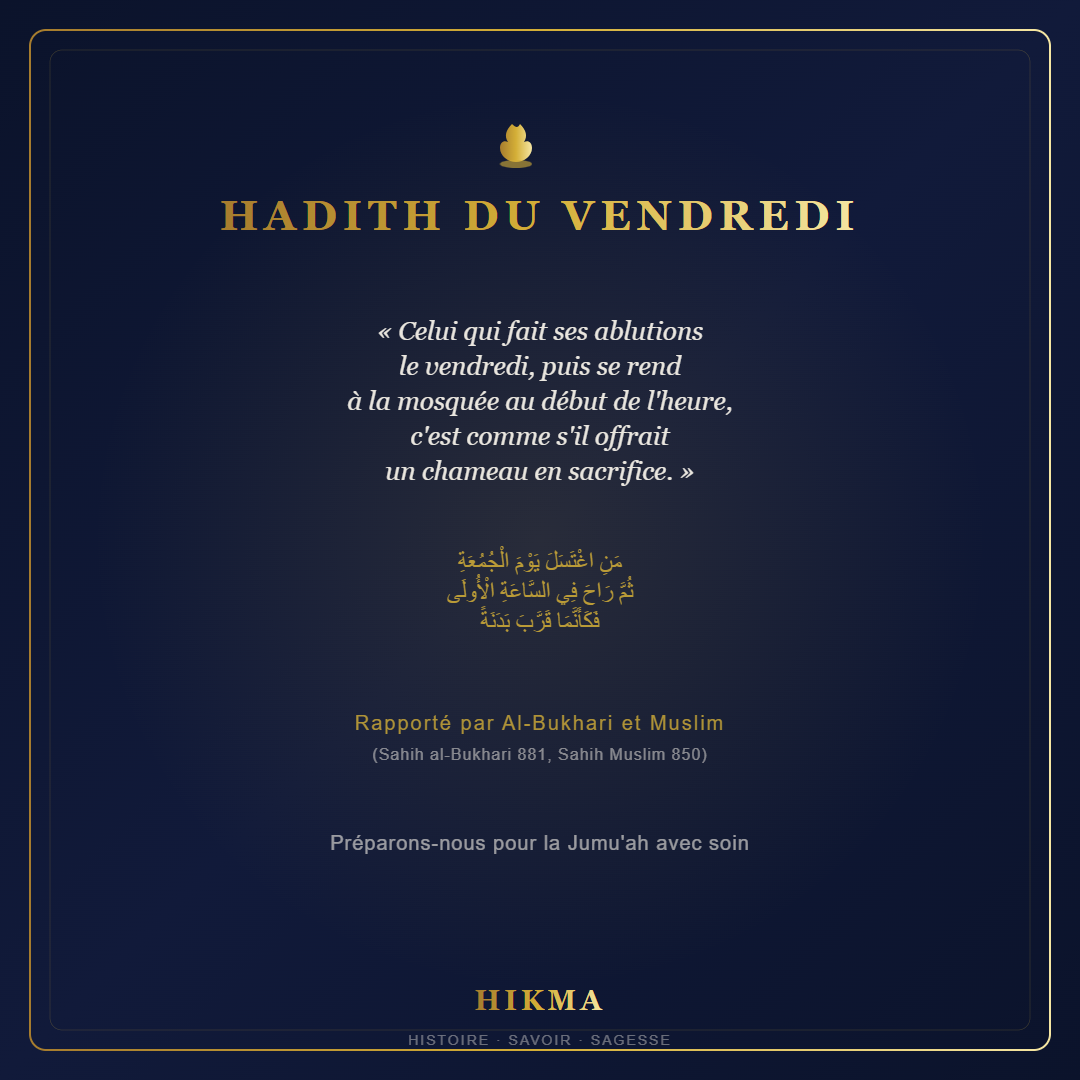 HADITH DU VENDREDI
« Celui qui fait ses ablutions
le vendredi, puis se rend
à la mosquée au début de l'heure,
c'est comme s'il offrait
un chameau en sacrifice. »
مَنِ اغْتَسَلَ يَوْمَ الْجُمُعَةِ
ثُمَّ رَاحَ فِي السَّاعَةِ الْأُولَى
فَكَأَنَّمَا قَرَّبَ بَدَنَةً
Rapporté par Al-Bukhari et Muslim
(Sahih al-Bukhari 881, Sahih Muslim 850)
Préparons-nous pour la Jumu'ah avec soin
HIKMA
HISTOIRE · SAVOIR · SAGESSE